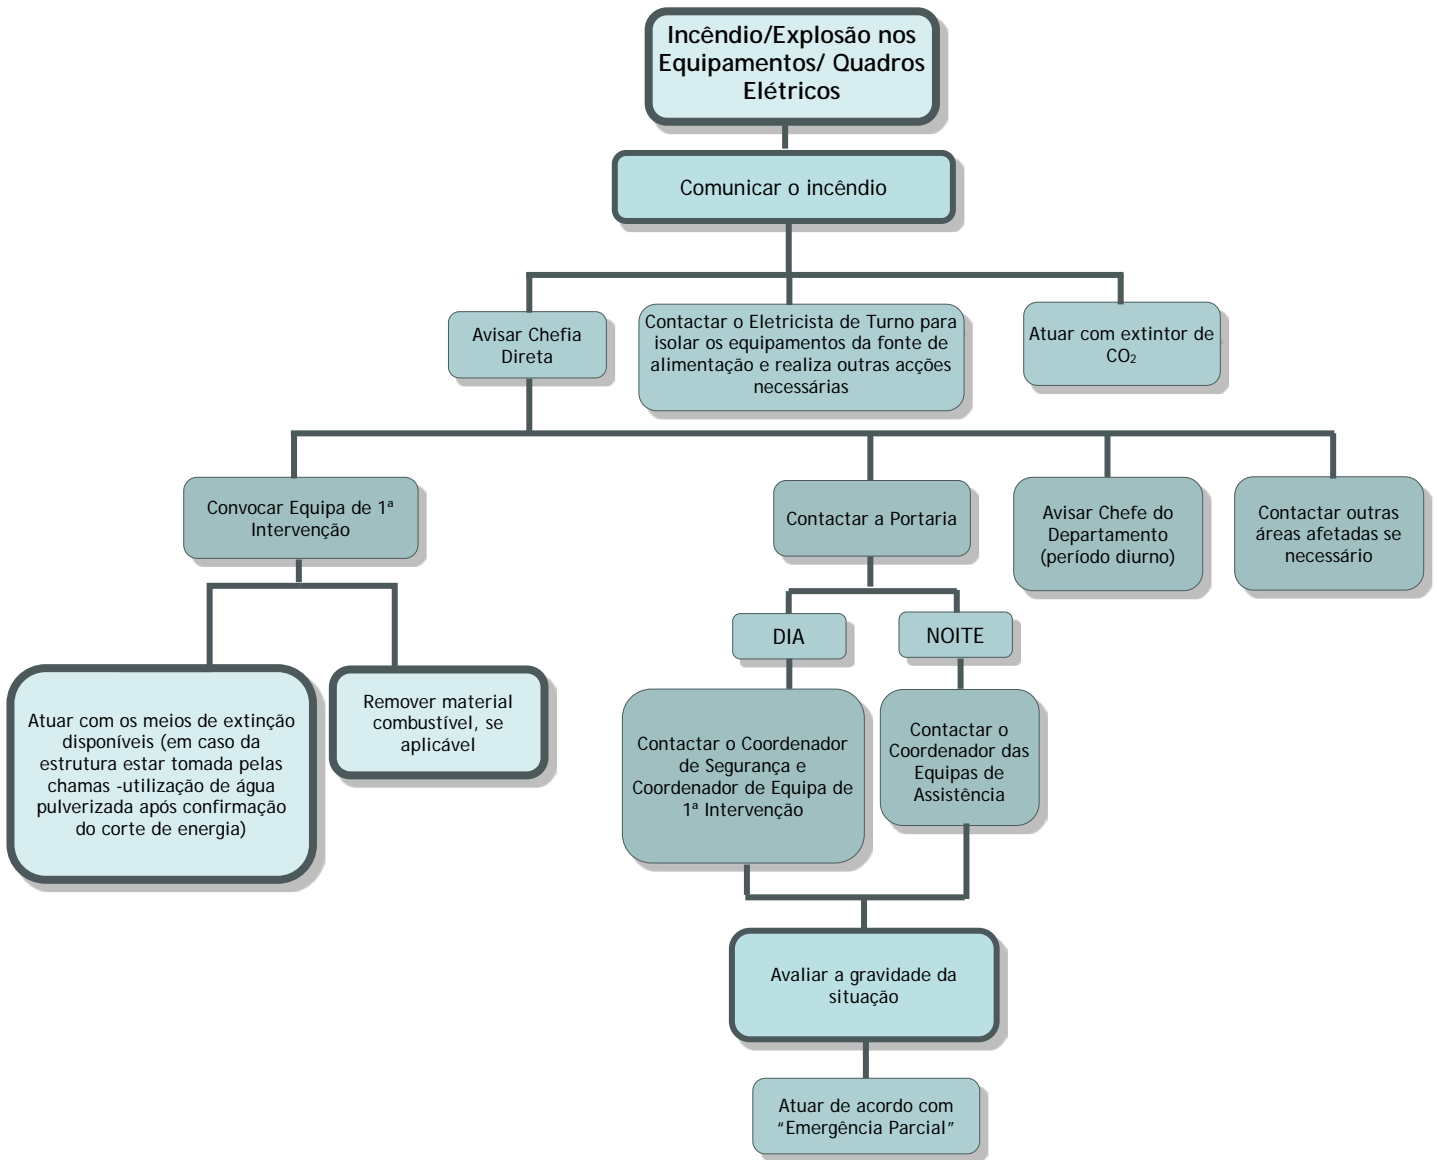 Incêndio/Explosão nos
Equipamentos/ Quadros
Elétricos
Comunicar o incêndio
Avisar Chefia
Direta
Contactar o Eletricista de Turno para
isolar os equipamentos da fonte de
alimentação e realiza outras acções
necessárias
Atuar com extintor de
CO₂
Convocar Equipa de 1ª
Intervenção
Contactar a Portaria
Avisar Chefe do
Departamento
(período diurno)
Contactar outras
áreas afetadas se
necessário
DIA
NOITE
Atuar com os meios de extinção
disponíveis (em caso da
estrutura estar tomada pelas
chamas -utilização de água
pulverizada após confirmação
do corte de energia)
Remover material
combustível, se
aplicável
Contactar o Coordenador
de Segurança e
Coordenador de Equipa de
1ª Intervenção
Contactar o
Coordenador das
Equipas de
Assistência
Avaliar a gravidade da
situação
Atuar de acordo com
“Emergência Parcial”